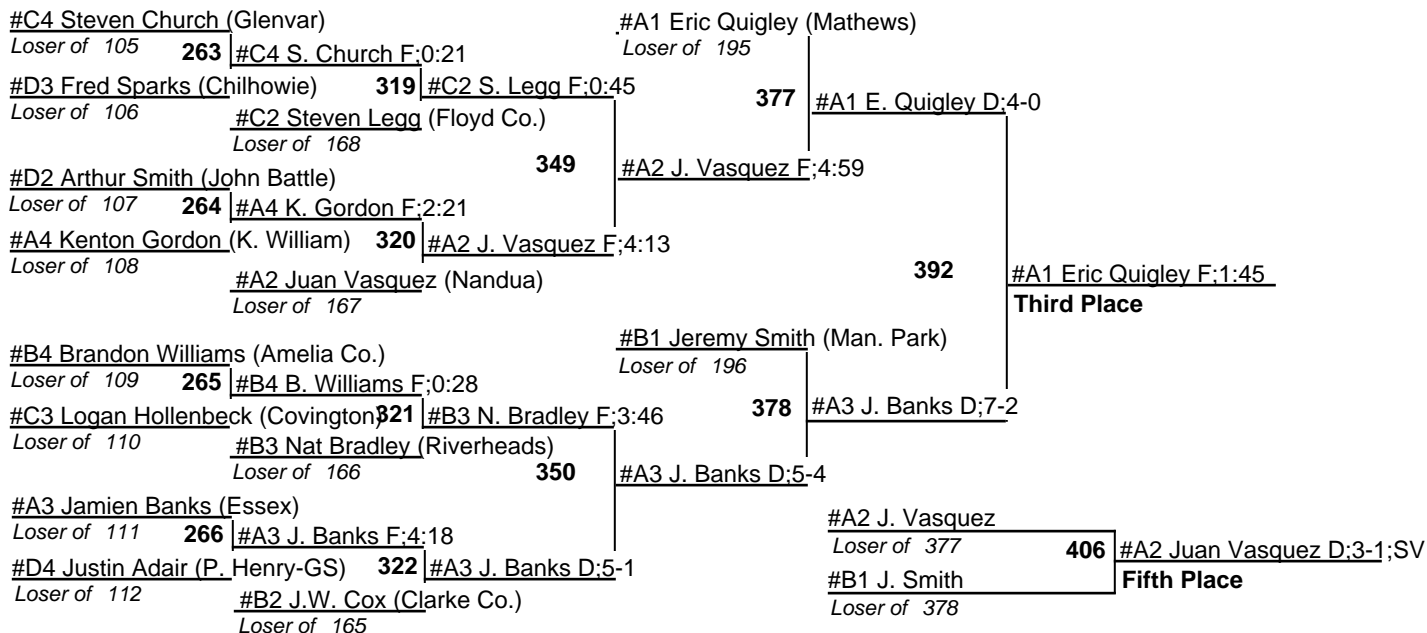 #C4 Steven Church (Glenvar)
Loser of 105
263
#C4 S. Church F;0:21
#D3 Fred Sparks (Chilhowie)
Loser of 106
319
#C2 S. Legg F;0:45
#C2 Steven Legg (Floyd Co.)
Loser of 168
349
#A2 J. Vasquez F;4:59
#D2 Arthur Smith (John Battle)
Loser of 107
264
#A4 K. Gordon F;2:21
#A4 Kenton Gordon (K. William)
Loser of 108
320
#A2 J. Vasquez F;4:13
#A2 Juan Vasquez (Nandua)
Loser of 167
#A1 Eric Quigley (Mathews)
Loser of 195
377
#A1 E. Quigley D;4-0
392
#A1 Eric Quigley F;1:45
Third Place
#B4 Brandon Williams (Amelia Co.)
Loser of 109
265
#B4 B. Williams F;0:28
#C3 Logan Hollenbeck (Covington)
Loser of 110
321
#B3 N. Bradley F;3:46
#B3 Nat Bradley (Riverheads)
Loser of 166
350
#A3 J. Banks D;5-4
#A3 Jamien Banks (Essex)
Loser of 111
266
#A3 J. Banks F;4:18
#D4 Justin Adair (P. Henry-GS)
Loser of 112
322
#A3 J. Banks D;5-1
#B2 J.W. Cox (Clarke Co.)
Loser of 165
#B1 Jeremy Smith (Man. Park)
Loser of 196
378
#A3 J. Banks D;7-2
#A2 J. Vasquez
Loser of 377
406
#A2 Juan Vasquez D;3-1;SV
#B1 J. Smith
Loser of 378
Fifth Place